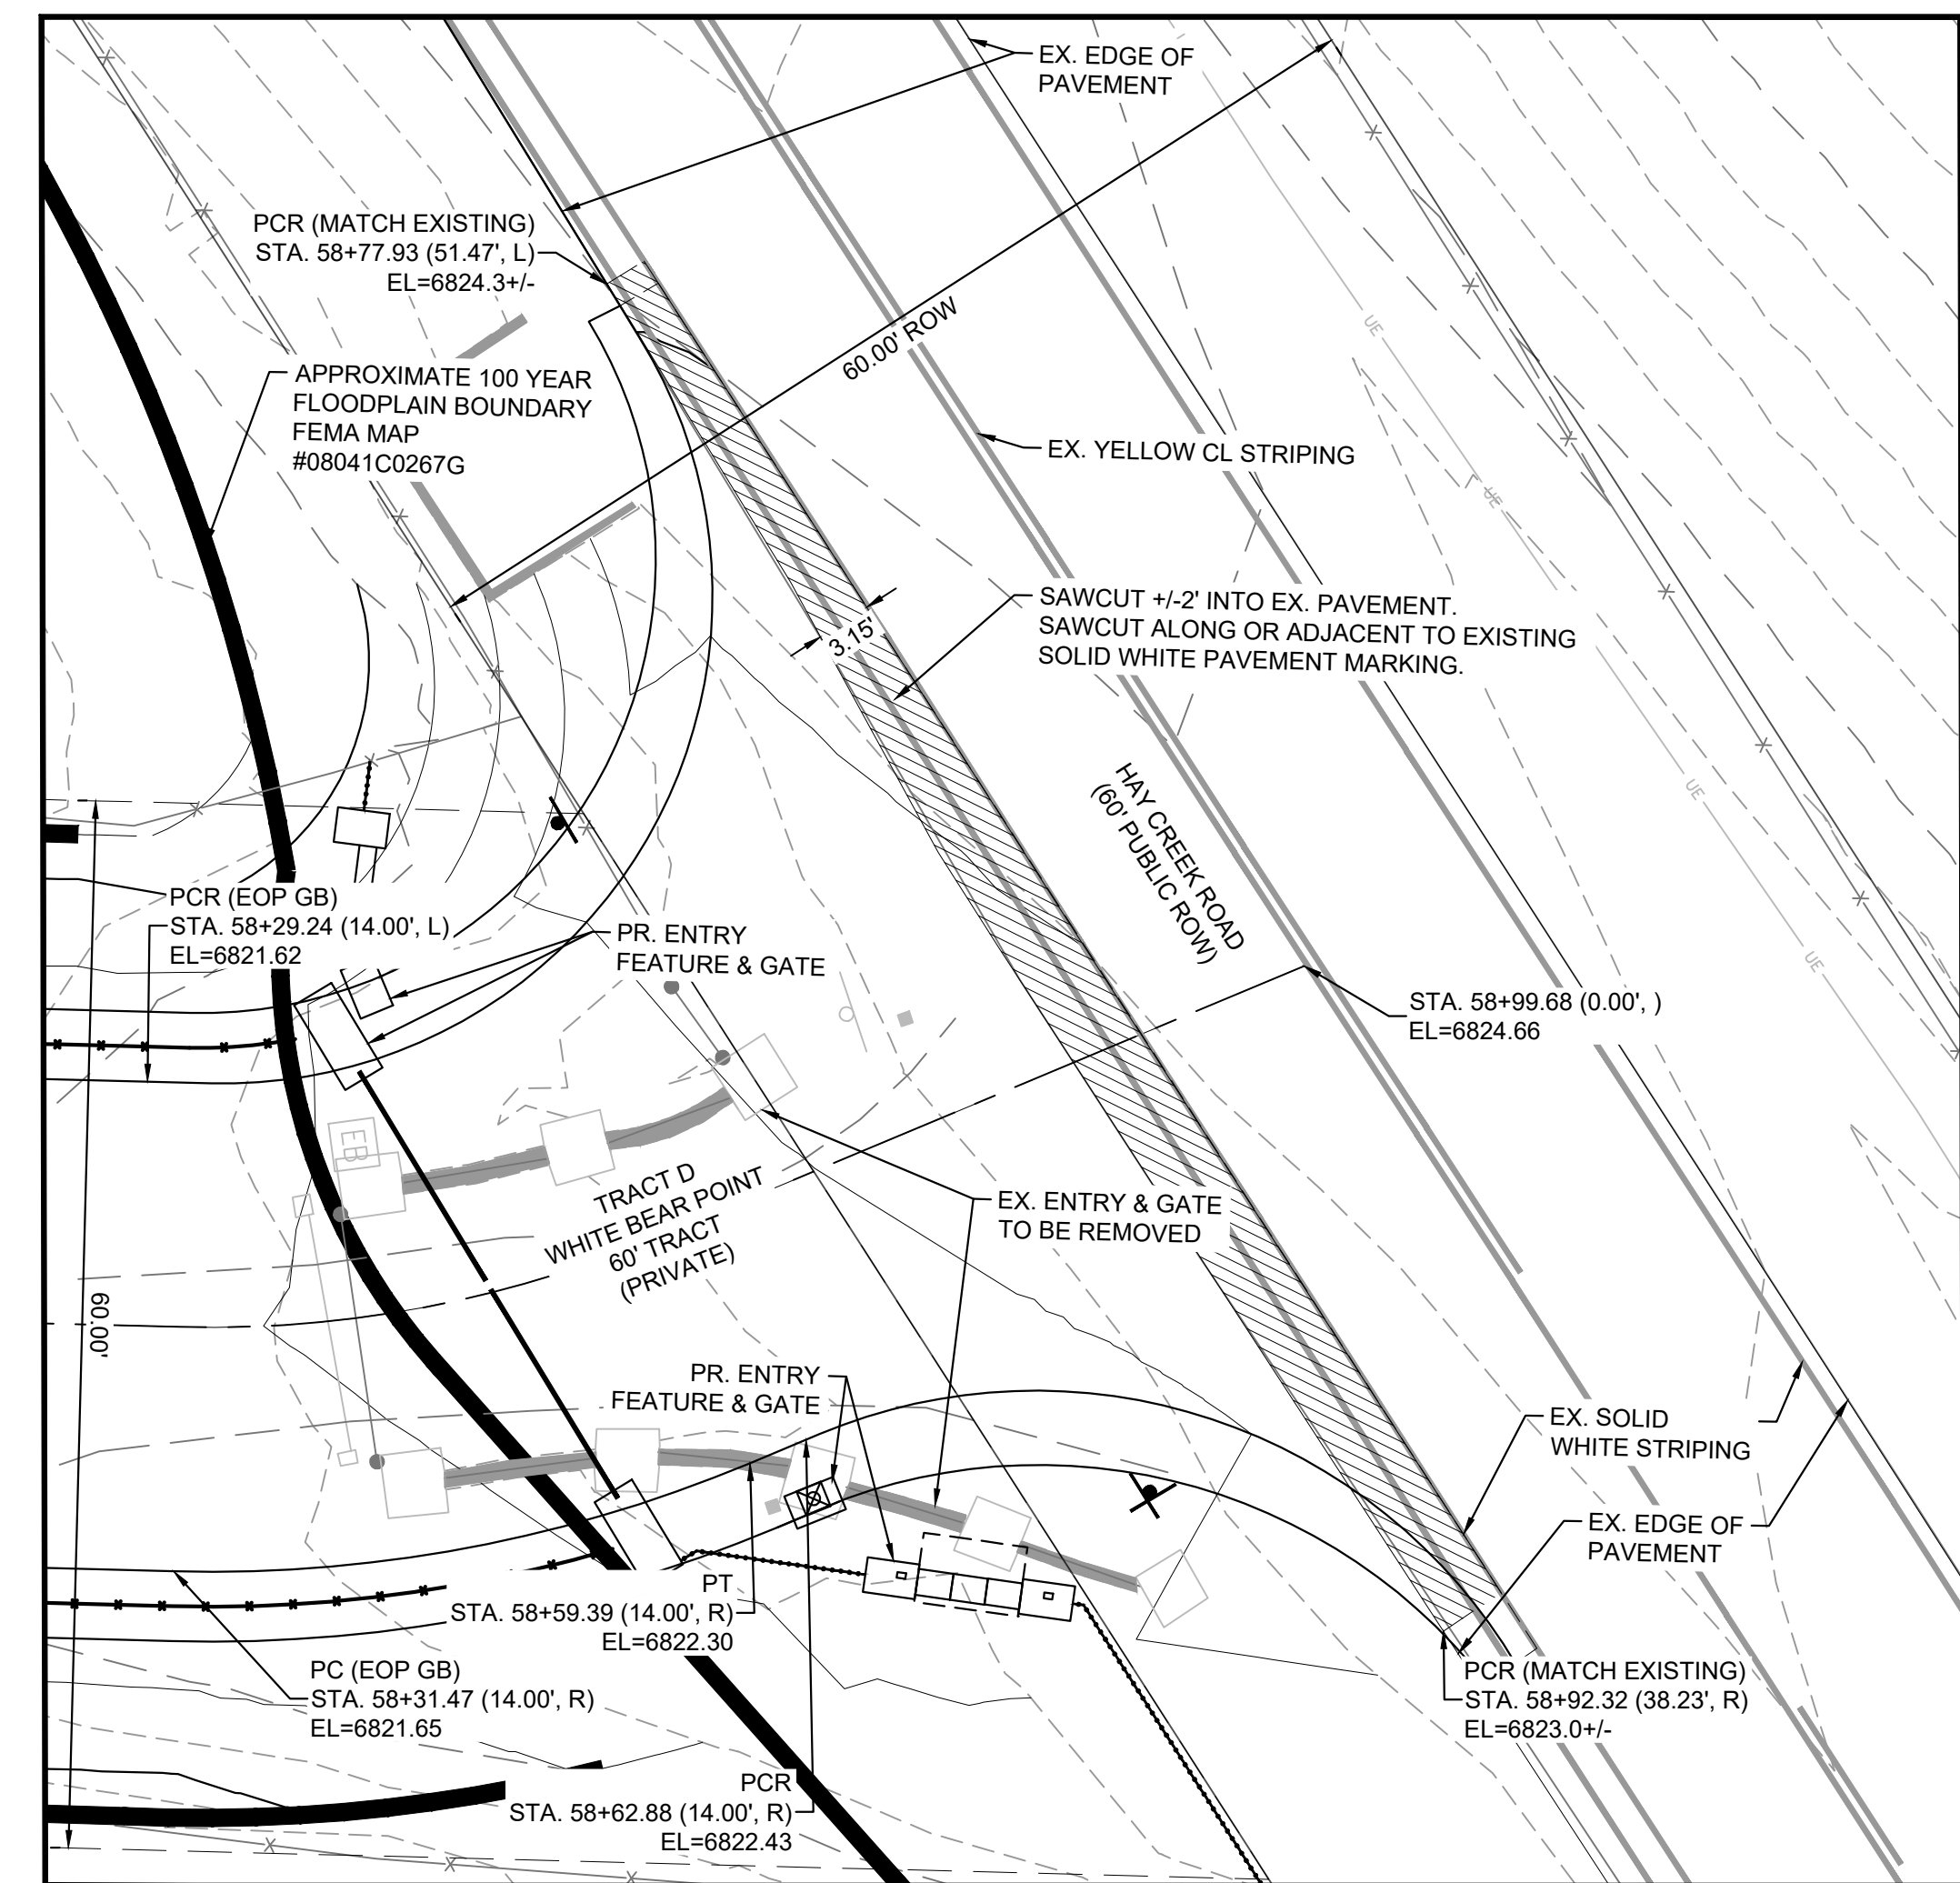 EX. EDGE OF
PAVEMENT
PCR (MATCH EXISTING)
STA. 58+77.93 (51.47', L)
EL=6824.3+/-
60.00' ROW
UE
APPROXIMATE 100 YEAR
FLOODPLAIN BOUNDARY
FEMA MAP
#08041C0267G
EX. YELLOW CL STRIPING
UE
SAWCUT +/-2' INTO EX. PAVEMENT.
SAWCUT ALONG OR ADJACENT TO EXISTING
SOLID WHITE PAVEMENT MARKING.
3.15'
UE
HAY CREEK ROAD
(60' PUBLIC ROW)
PCR (EOP GB)
STA. 58+29.24 (14.00', L)
EL=6821.62
PR. ENTRY
FEATURE & GATE
UE
STA. 58+99.68 (0.00', )
EL=6824.66
EB
TRACT D
WHITE BEAR POINT
60' TRACT
(PRIVATE)
EX. ENTRY & GATE
TO BE REMOVED
60.00'
PR. ENTRY
FEATURE & GATE
EX. SOLID
WHITE STRIPING
EX. EDGE OF
PAVEMENT
PT
STA. 58+59.39 (14.00', R)
EL=6822.30
PC (EOP GB)
STA. 58+31.47 (14.00', R)
EL=6821.65
PCR (MATCH EXISTING)
STA. 58+92.32 (38.23', R)
EL=6823.0+/-
PCR
STA. 58+62.88 (14.00', R)
EL=6822.43